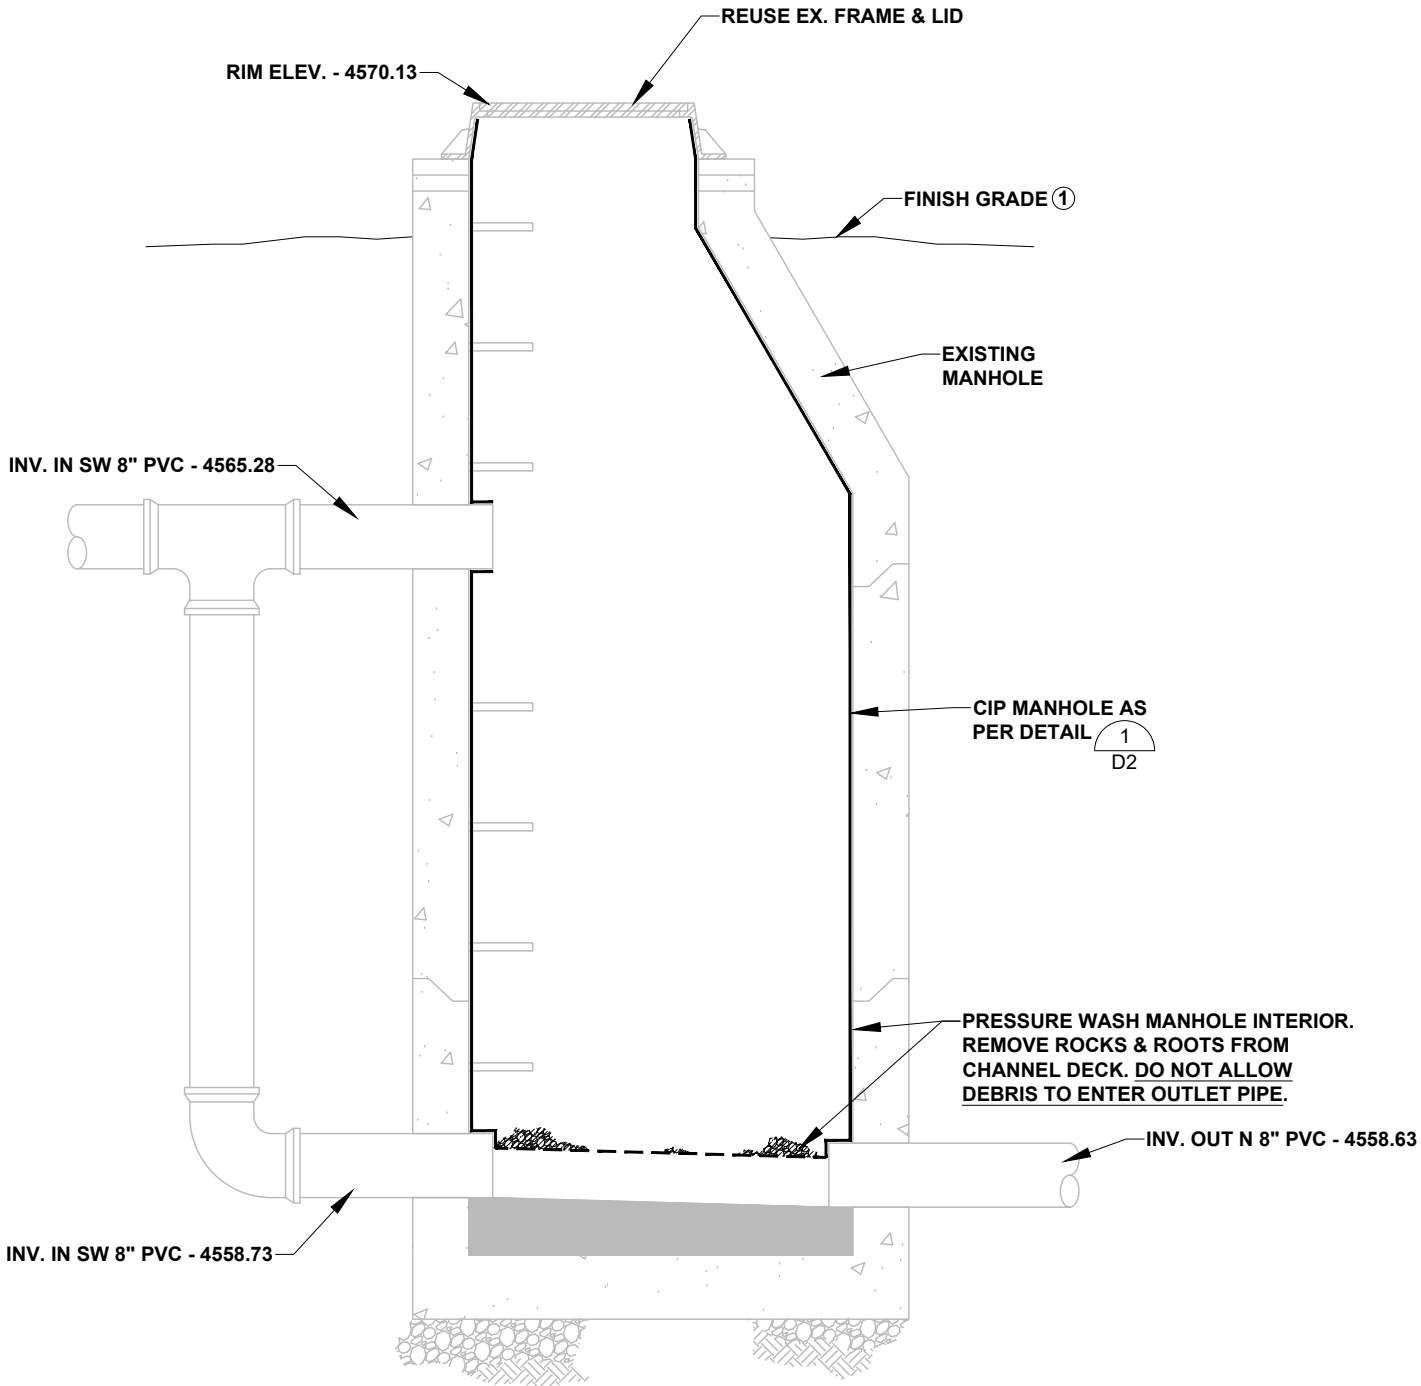 REUSE EX. FRAME & LID
RIM ELEV. - 4570.13
FINISH GRADE 1
EXISTING
MANHOLE
INV. IN SW 8" PVC - 4565.28
CIP MANHOLE AS
PER DETAIL 1
D2
PRESSURE WASH MANHOLE INTERIOR.
REMOVE ROCKS & ROOTS FROM
CHANNEL DECK. DO NOT ALLOW
DEBRIS TO ENTER OUTLET PIPE.
INV. OUT N 8" PVC - 4558.63
INV. IN SW 8" PVC - 4558.73